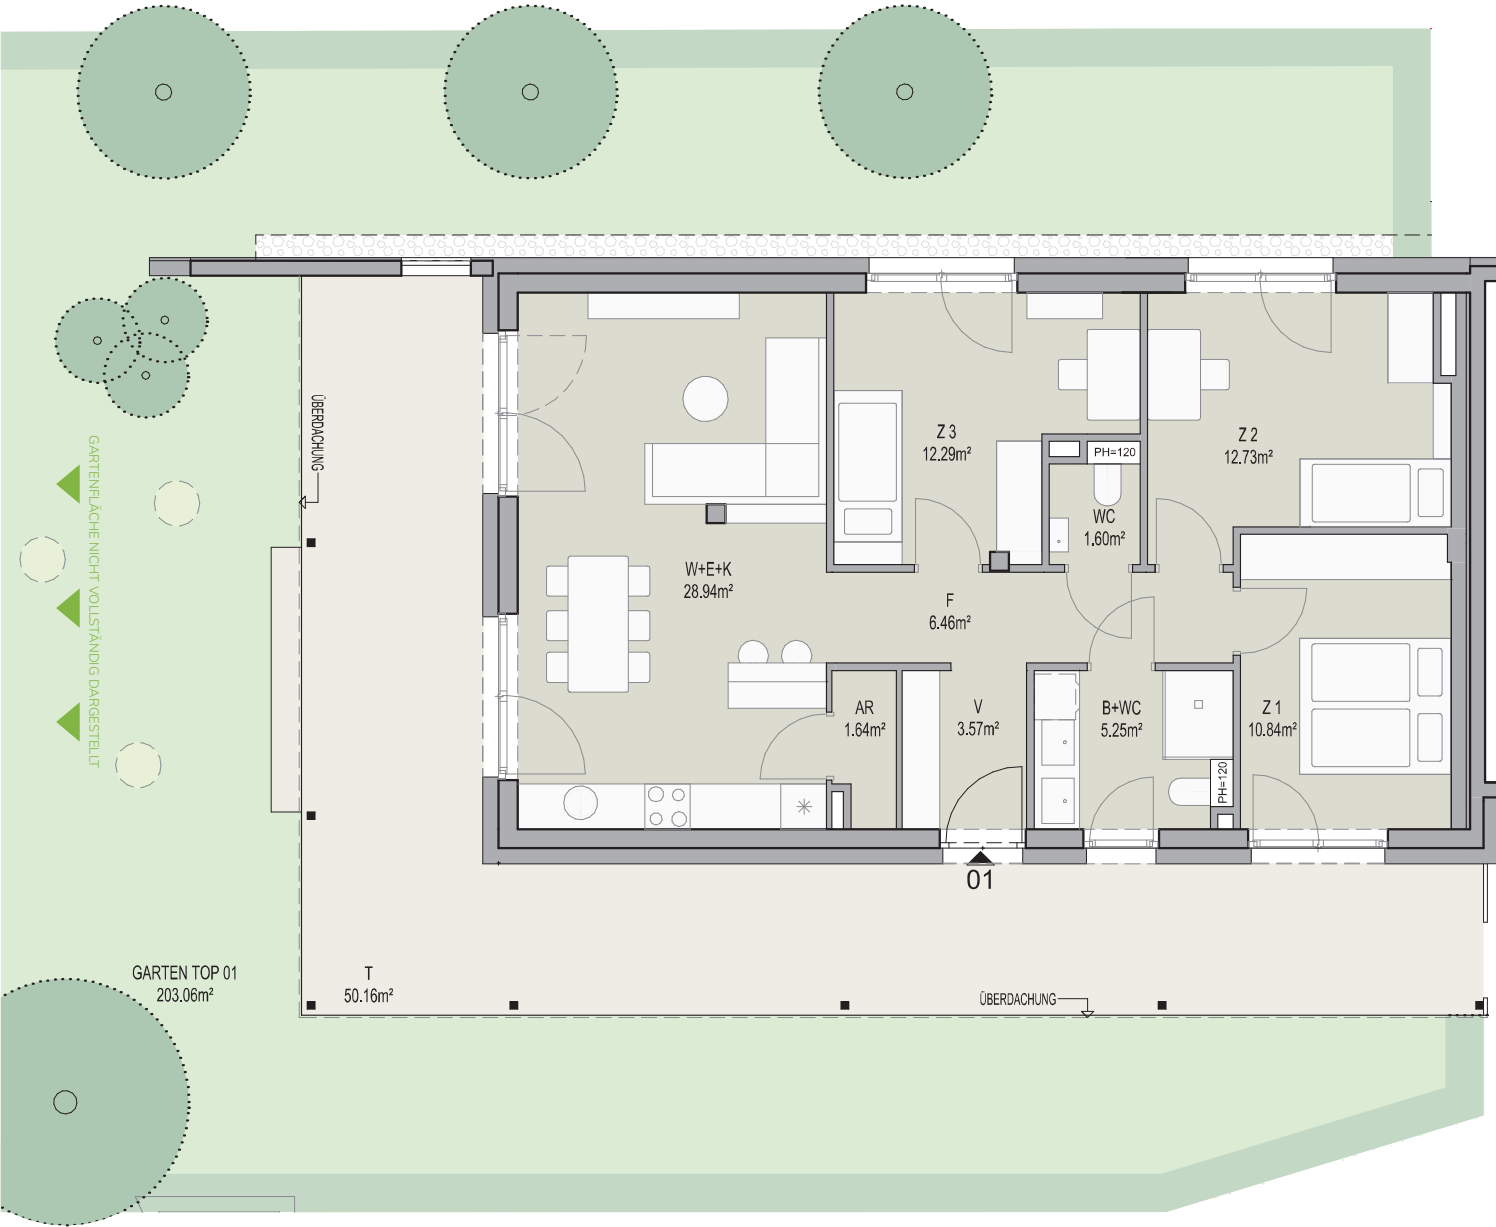 ÜBERDACHUNG
GARTENFLÄCHE NICHT VOLLSTÄNDIG DARGESTELLT
Z 3
12.29m²
PH=120
Z 2
12.73m²
WC
1.60m²
W+E+K
28.94m²
F
6.46m²
AR
1.64m²
V
3.57m²
B+WC
5.25m²
Z 1
10.84m²
PH=120
01
GARTEN TOP 01
203.06m²
T
50.16m²
ÜBERDACHUNG